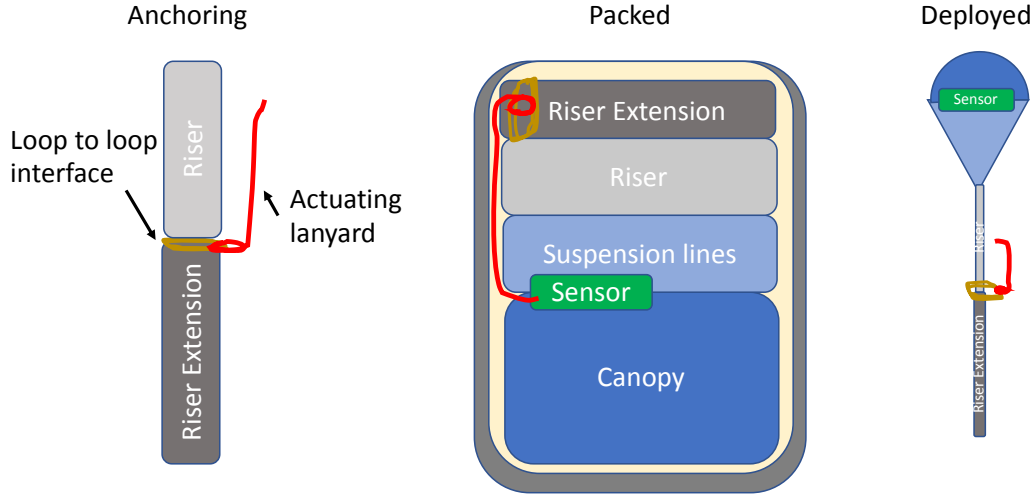 Anchoring
Packed
Deployed
Riser
Loop to loop
interface
Actuating
lanyard
Riser Extension
Riser Extension
Riser
Suspension lines
Sensor
Canopy
Sensor
Riser
Riser Extension